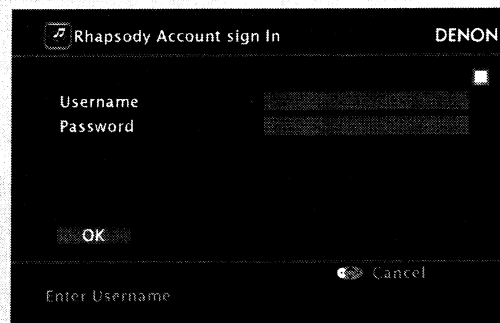 Rhapsody Account sign In DENON
Username
Password
OK
Cancel
Enter Username